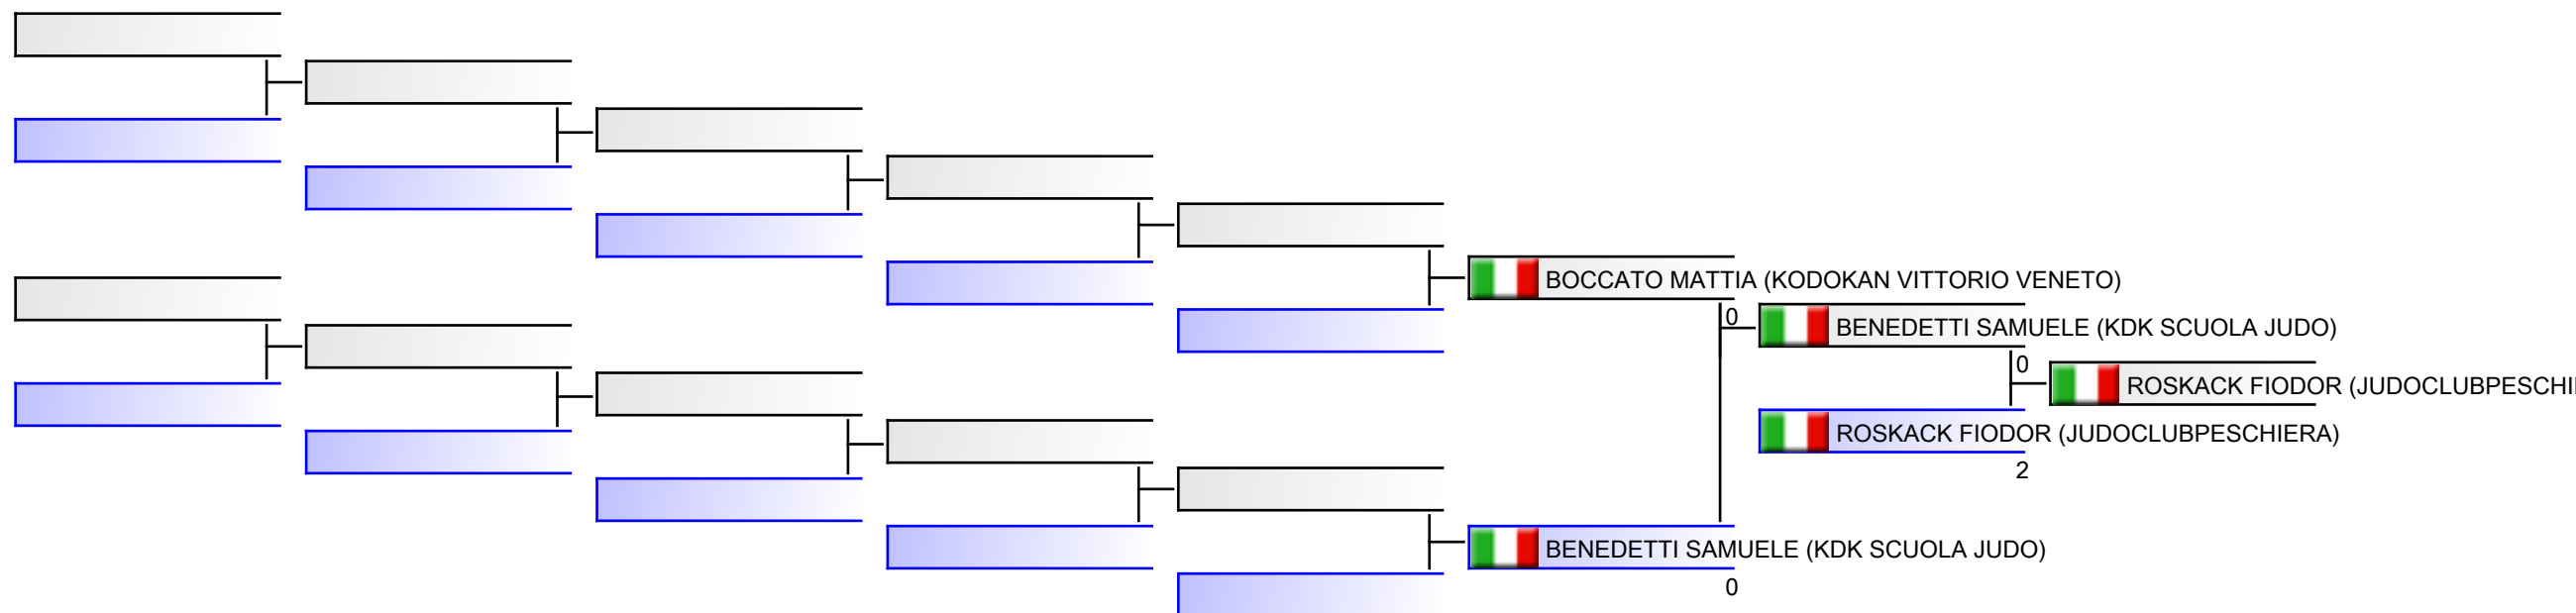 BOCCATO MATTIA (KODOKAN VITTORIO VENETO)
0
BENEDETTI SAMUELE (KDK SCUOLA JUDO)
0
ROSKACK FIODOR (JUDOCLUBPESCHI
ROSKACK FIODOR (JUDOCLUBPESCHIERA)
2
BENEDETTI SAMUELE (KDK SCUOLA JUDO)
0